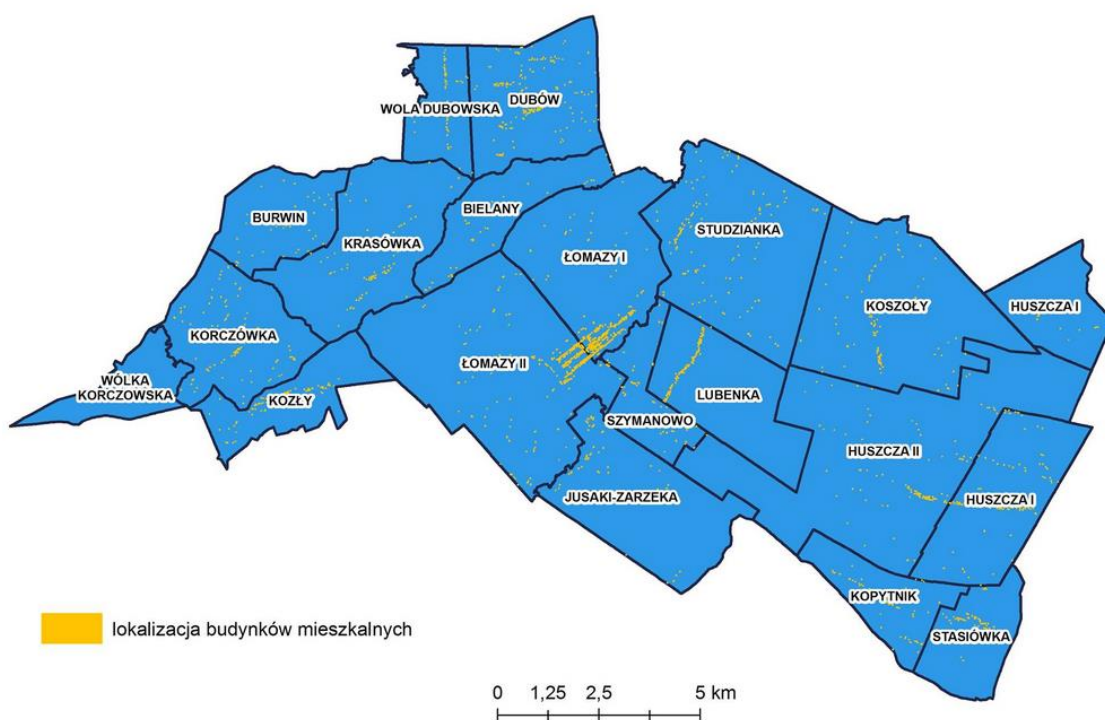 WOLA DUBOWSKA
DUBÓW
BURWIN
BIELANY
KRASÓWKA
ŁOMAZY I
STUDZIANKA
KOSZOŁY
HUSZCZA I
KORCZÓWKA
ŁOMAZY II
WÓLKA
KORCZOWSKA
KOZŁY
LUBENKA
SZYMANOWO
HUSZCZA II
JUSAKI-ZARZEKA
HUSZCZA I
KOPYTNIK
STASIÓWKA
lokalizacja budynków mieszkalnych
0 1,25 2,5 5 km